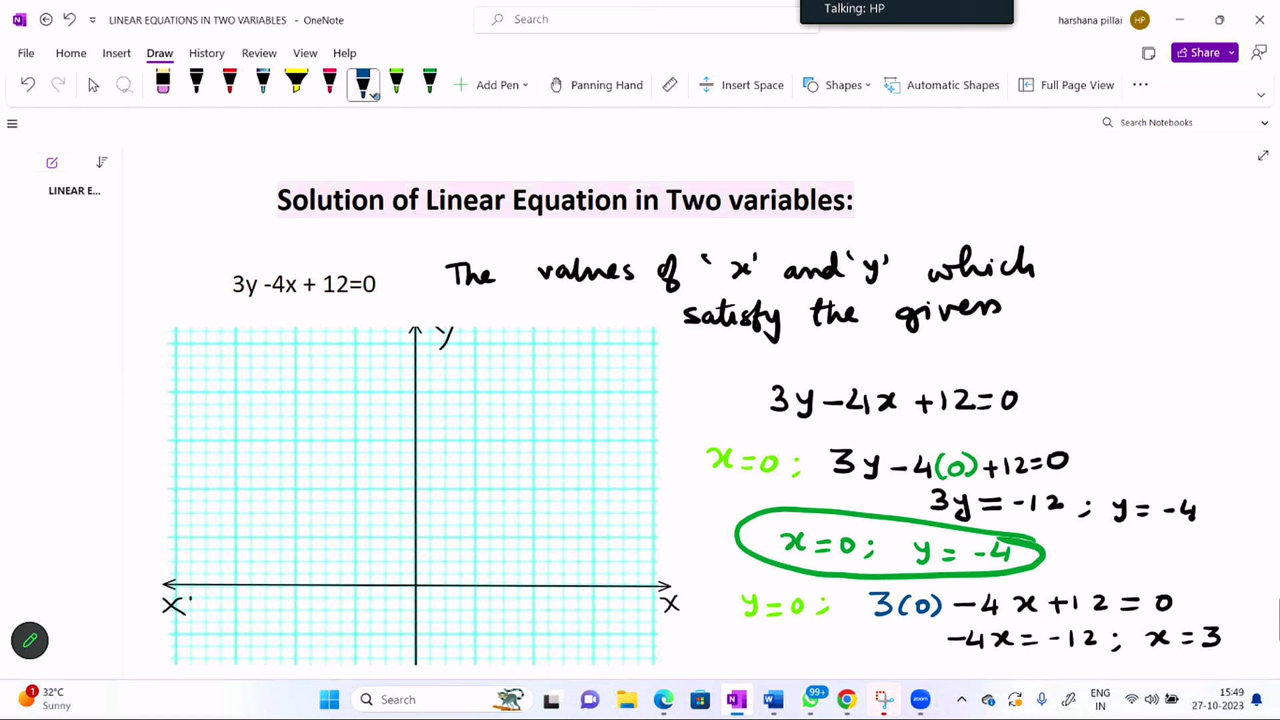 LINEAR EQUATIONS IN TWO VARIABLES - OneNote
Search
Talking: HP
harshana pillai
HP
File Home Insert Draw History Review View Help
Share
Add Pen
Panning Hand
Insert Space
Shapes
Automatic Shapes
Full Page View
Search Notebooks
LINEAR E...
Solution of Linear Equation in Two variables:
3y -4x + 12=0
The values of 'x' and 'y' which
satisfy the given
y
3y-4x+12=0
x=0; 3y-4(0)+12=0
3y=-12; y=-4
x=0; y=-4
X' X
y=0; 3(0)-4x+12=0
-4x=-12; x=3
1
32°C
Sunny
Search
99+
ENG
IN
15:49
27-10-2023